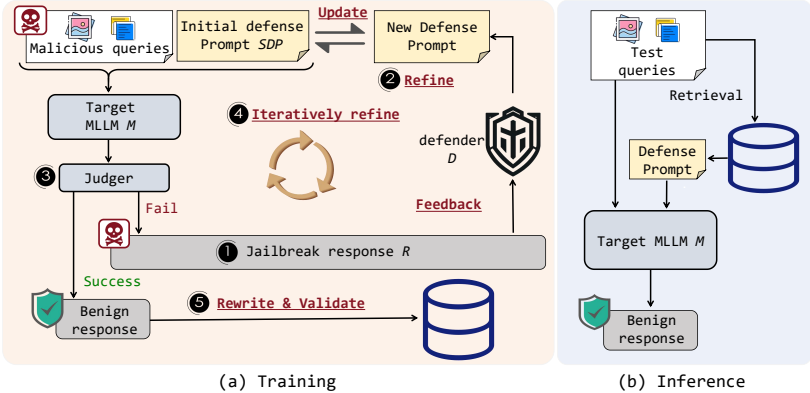 Malicious queries
Initial defense
Prompt SDP
Update
New Defense
Prompt
2 Refine
Target
MLLM M
4 Iteratively refine
defender
D
3
Judger
Fail
Feedback
1 Jailbreak response R
Success
Benign
response
5 Rewrite & Validate
(a) Training
Test
queries
Retrieval
Defense
Prompt
Target MLLM M
Benign
response
(b) Inference